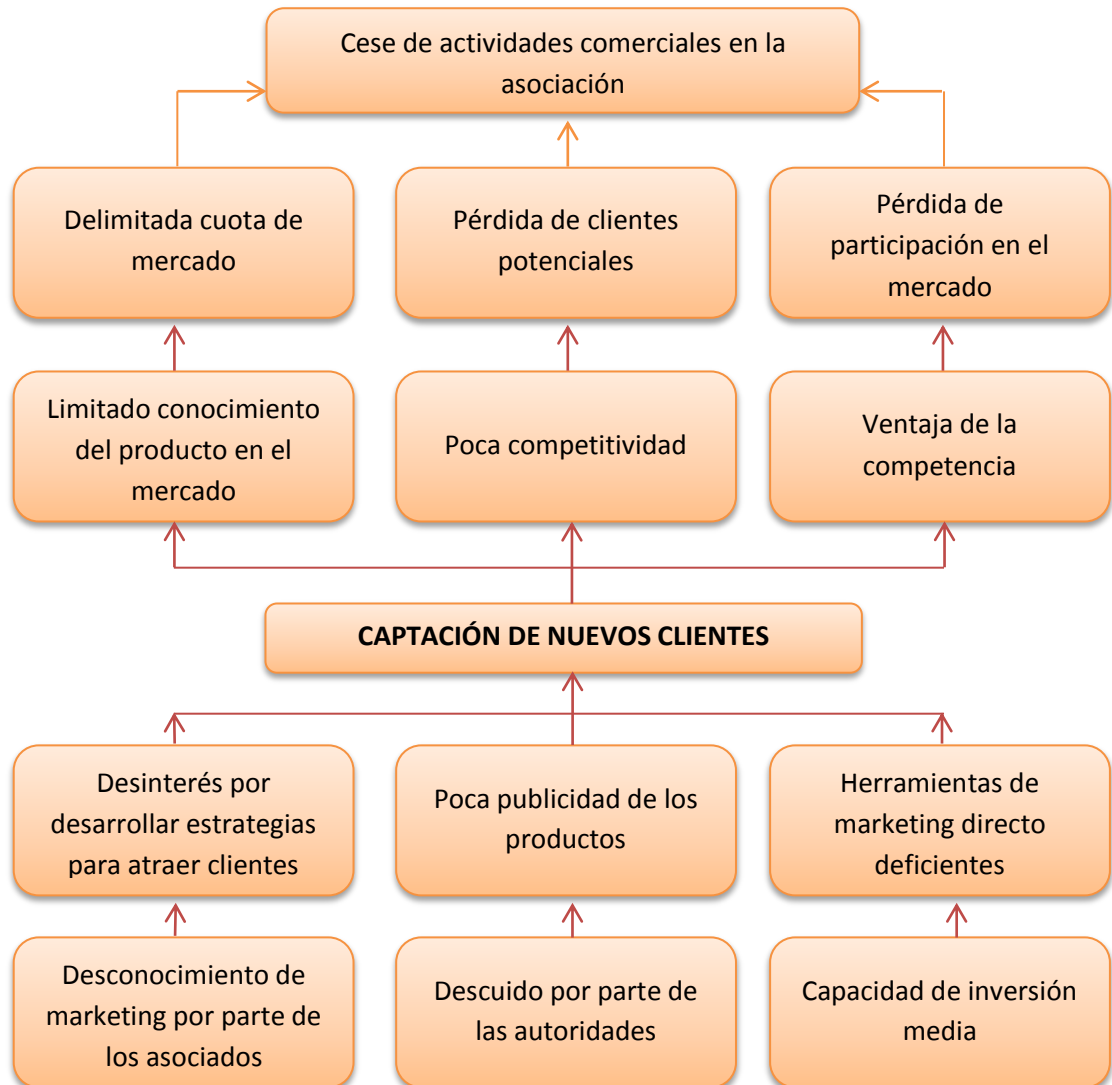 Cese de actividades comerciales en la
asociación
Delimitada cuota de
mercado
Pérdida de clientes
potenciales
Pérdida de
participación en el
mercado
Limitado conocimiento
del producto en el
mercado
Poca competitividad
Ventaja de la
competencia
CAPTACIÓN DE NUEVOS CLIENTES
Desinterés por
desarrollar estrategias
para atraer clientes
Poca publicidad de los
productos
Herramientas de
marketing directo
deficientes
Desconocimiento de
marketing por parte de
los asociados
Descuido por parte de
las autoridades
Capacidad de inversión
media